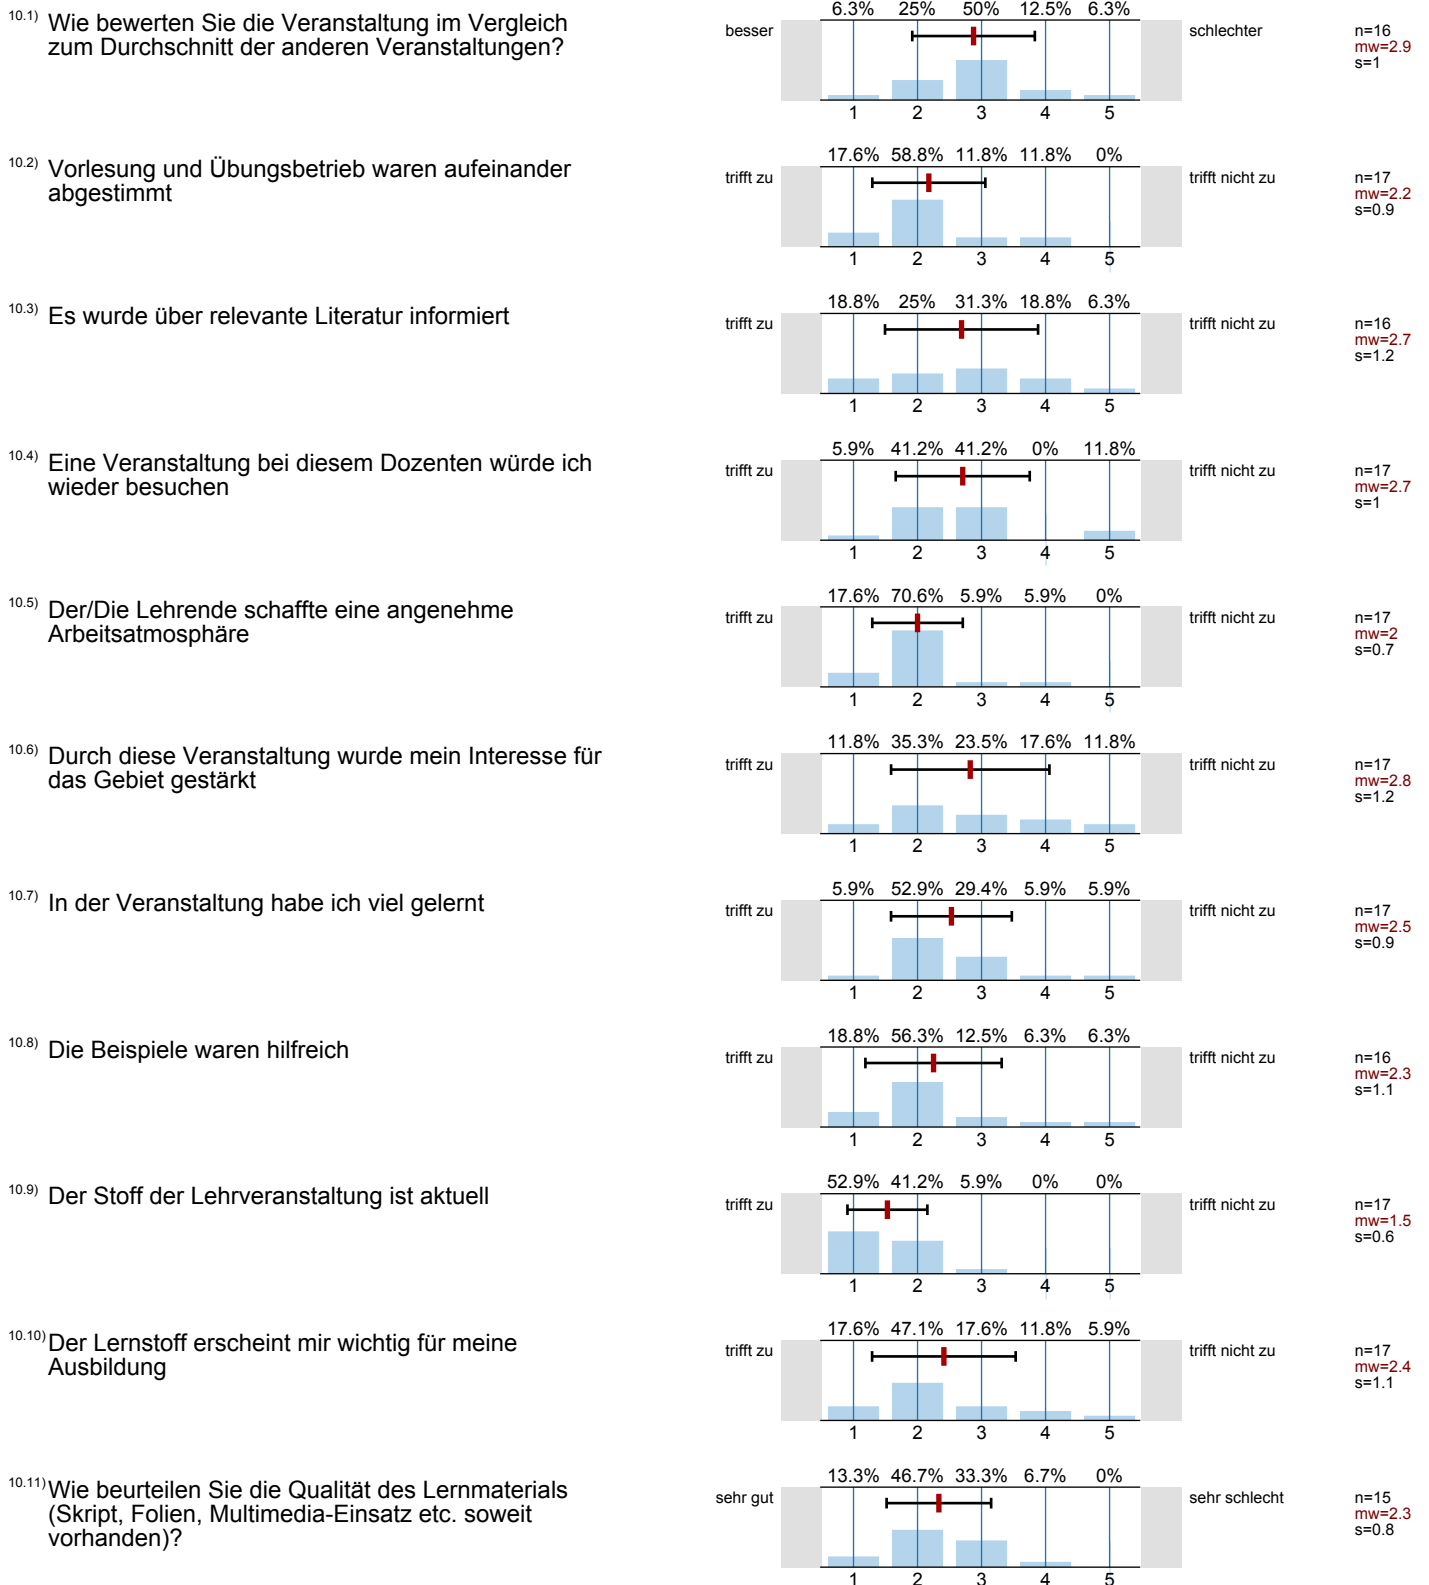 10.1) Wie bewerten Sie die Veranstaltung im Vergleich
zum Durchschnitt der anderen Veranstaltungen?
6.3% 25% 50% 12.5% 6.3%
besser
schlechter
n=16
mw=2.9
s=1
1 2 3 4 5
10.2) Vorlesung und Übungsbetrieb waren aufeinander
abgestimmt
17.6% 58.8% 11.8% 11.8% 0%
trifft zu
trifft nicht zu
n=17
mw=2.2
s=0.9
1 2 3 4 5
10.3) Es wurde über relevante Literatur informiert
18.8% 25% 31.3% 18.8% 6.3%
trifft zu
trifft nicht zu
n=16
mw=2.7
s=1.2
1 2 3 4 5
10.4) Eine Veranstaltung bei diesem Dozenten würde ich
wieder besuchen
5.9% 41.2% 41.2% 0% 11.8%
trifft zu
trifft nicht zu
n=17
mw=2.7
s=1
1 2 3 4 5
10.5) Der/Die Lehrende schaffte eine angenehme
Arbeitsatmosphäre
17.6% 70.6% 5.9% 5.9% 0%
trifft zu
trifft nicht zu
n=17
mw=2
s=0.7
1 2 3 4 5
10.6) Durch diese Veranstaltung wurde mein Interesse für
das Gebiet gestärkt
11.8% 35.3% 23.5% 17.6% 11.8%
trifft zu
trifft nicht zu
n=17
mw=2.8
s=1.2
1 2 3 4 5
10.7) In der Veranstaltung habe ich viel gelernt
5.9% 52.9% 29.4% 5.9% 5.9%
trifft zu
trifft nicht zu
n=17
mw=2.5
s=0.9
1 2 3 4 5
10.8) Die Beispiele waren hilfreich
18.8% 56.3% 12.5% 6.3% 6.3%
trifft zu
trifft nicht zu
n=16
mw=2.3
s=1.1
1 2 3 4 5
10.9) Der Stoff der Lehrveranstaltung ist aktuell
52.9% 41.2% 5.9% 0% 0%
trifft zu
trifft nicht zu
n=17
mw=1.5
s=0.6
1 2 3 4 5
10.10) Der Lernstoff erscheint mir wichtig für meine
Ausbildung
17.6% 47.1% 17.6% 11.8% 5.9%
trifft zu
trifft nicht zu
n=17
mw=2.4
s=1.1
1 2 3 4 5
10.11) Wie beurteilen Sie die Qualität des Lernmaterials
(Skript, Folien, Multimedia-Einsatz etc. soweit
vorhanden)?
13.3% 46.7% 33.3% 6.7% 0%
sehr gut
sehr schlecht
n=15
mw=2.3
s=0.8
1 2 3 4 5